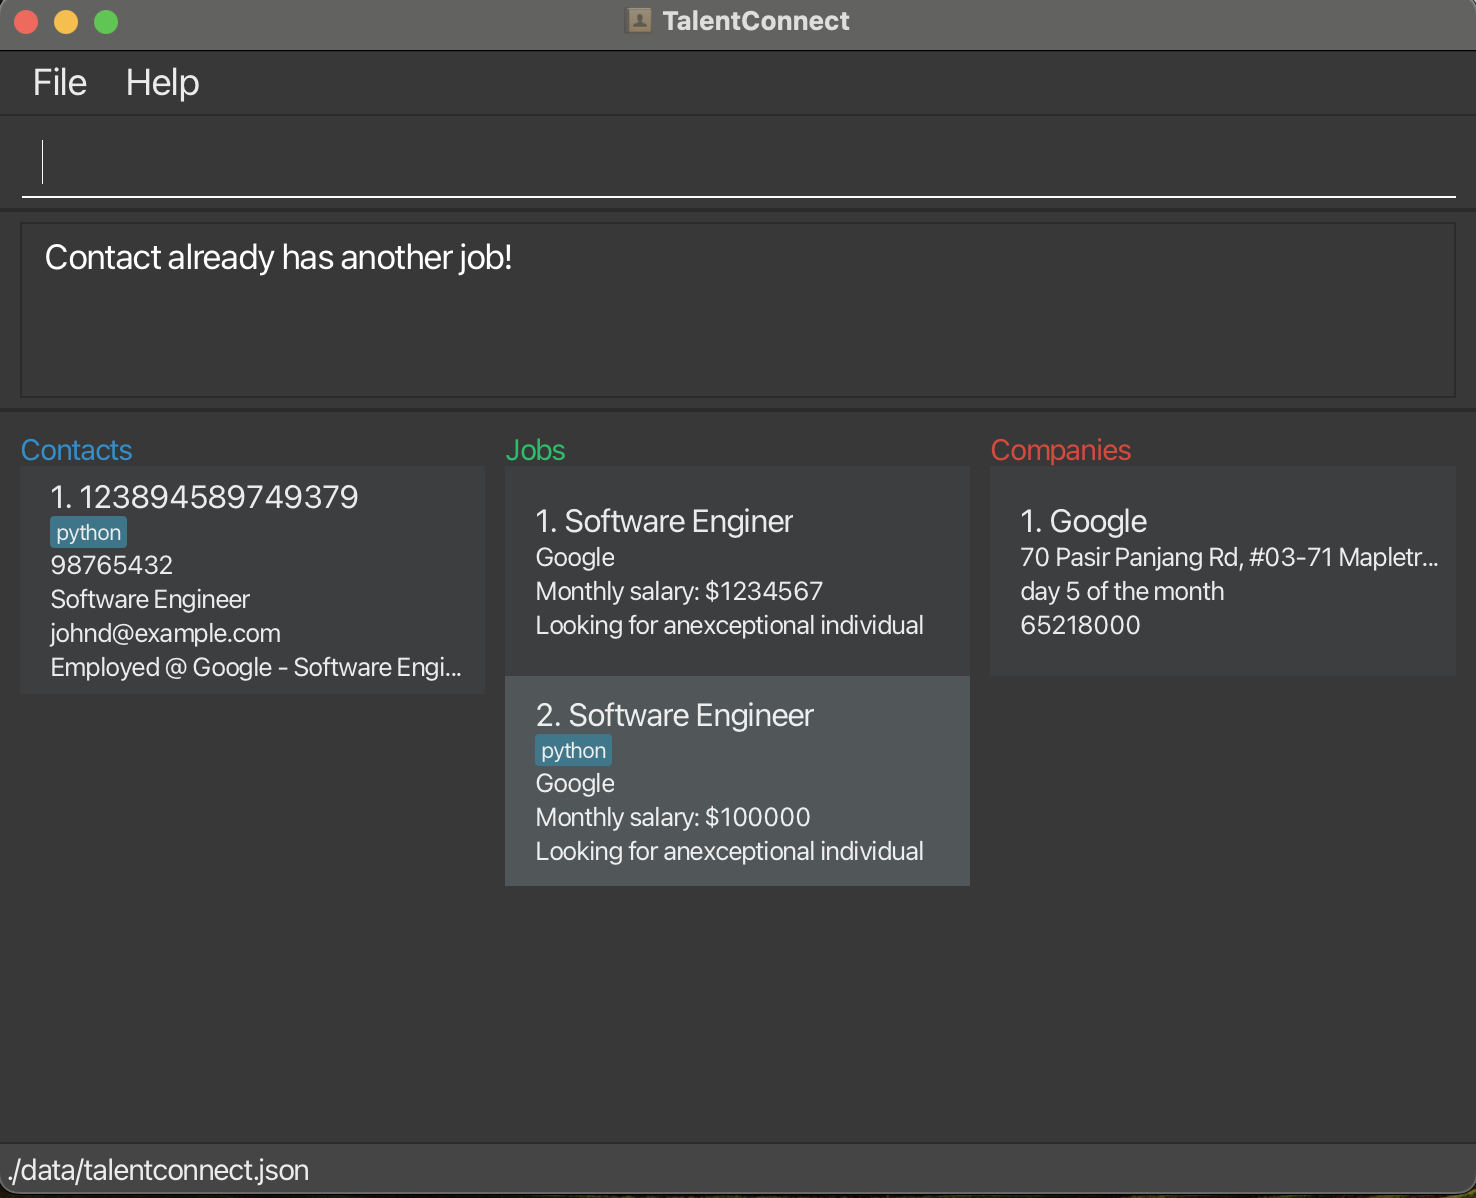 TalentConnect
File Help
Contact already has another job!
Contacts
1. 123894589749379
python
98765432
Software Engineer
johnd@example.com
Employed @ Google - Software Engi...
Jobs
1. Software Enginer
Google
Monthly salary: $1234567
Looking for anexceptional individual
2. Software Engineer
python
Google
Monthly salary: $100000
Looking for anexceptional individual
Companies
1. Google
70 Pasir Panjang Rd, #03-71 Mapletr...
day 5 of the month
65218000
./data/talentconnect.json